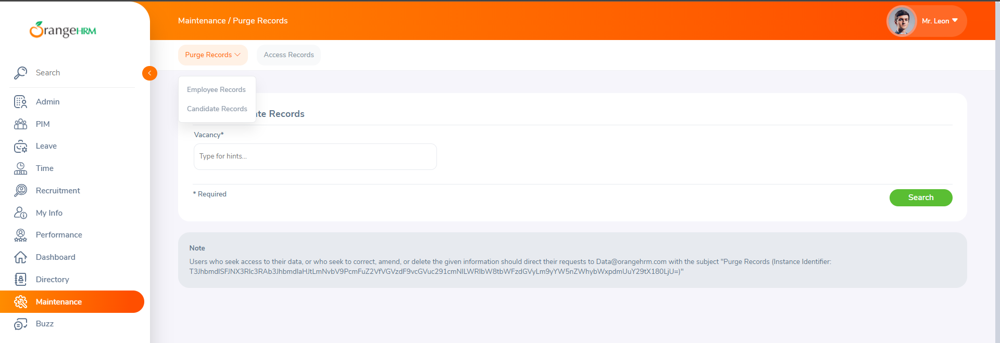 OrangeHRM
Maintenance / Purge Records
Mr. Leon
Purge Records
Access Records
Search
Admin
PIM
Leave
Time
Recruitment
My Info
Performance
Dashboard
Directory
Maintenance
Buzz
Employee Records
Candidate Records
te Records
Vacancy*
Type for hints...
* Required
Search
Note
Users who seek access to their data, or who seek to correct, amend, or delete the given information should direct their requests to Data@orangehrm.com with the subject "Purge Records (Instance Identifier:
T3JhbmdlSFJNX3Rlc3RAb3JhbmdlaHJtLmNvbV9PcmFuZ2VfVGVzdF9vcGVuc291cmNlLWRlbW8tbWFzdGVyLm9yYW5nZWhybWxpdmUuY29tX180LjU=)"